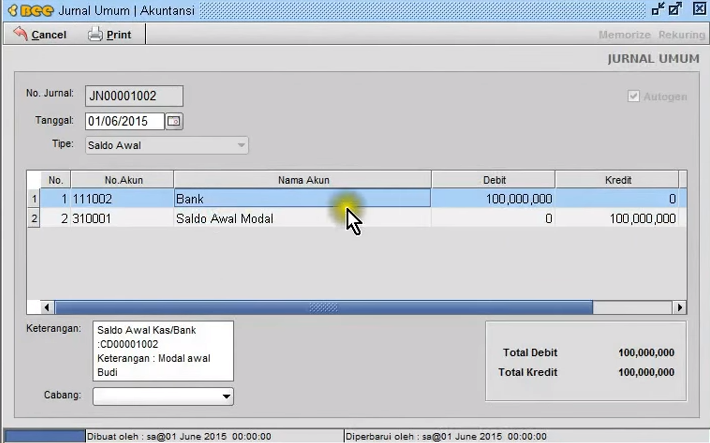 BEE Jurnal Umum | Akuntansi
Cancel Print Memorize Rekuring
JURNAL UMUM
No. Jurnal: JN00001002 Autogen
Tanggal: 01/06/2015
Tipe: Saldo Awal
No. No.Akun Nama Akun Debit Kredit
1 1 111002 Bank 100,000,000 0
2 2 310001 Saldo Awal Modal 0 100,000,000
Keterangan: Saldo Awal Kas/Bank
:CD00001002
Keterangan : Modal awal
Budi
Total Debit 100,000,000
Total Kredit 100,000,000
Cabang:
Dibuat oleh : sa@01 June 2015 00:00:00 Diperbarui oleh : sa@01 June 2015 00:00:00